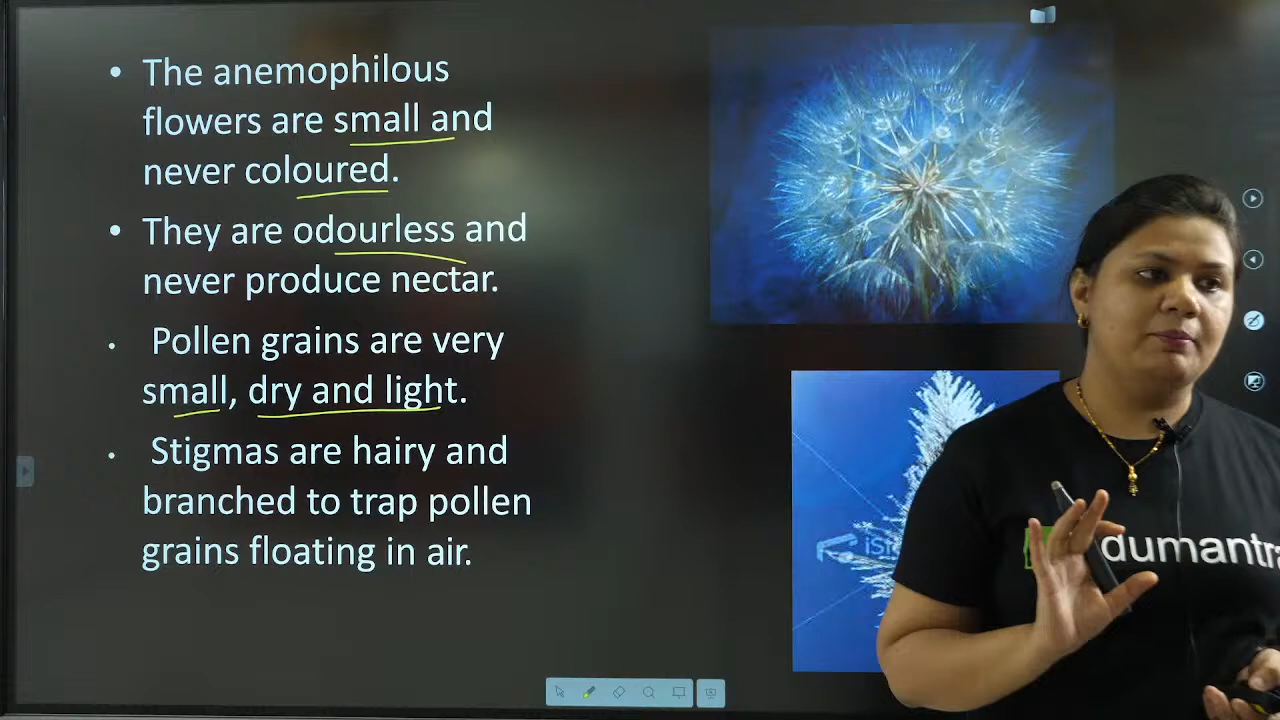 • The anemophilous
flowers are small and
never coloured.
• They are odourless and
never produce nectar.
• Pollen grains are very
small, dry and light.
• Stigmas are hairy and
branched to trap pollen
grains floating in air.
dumantra